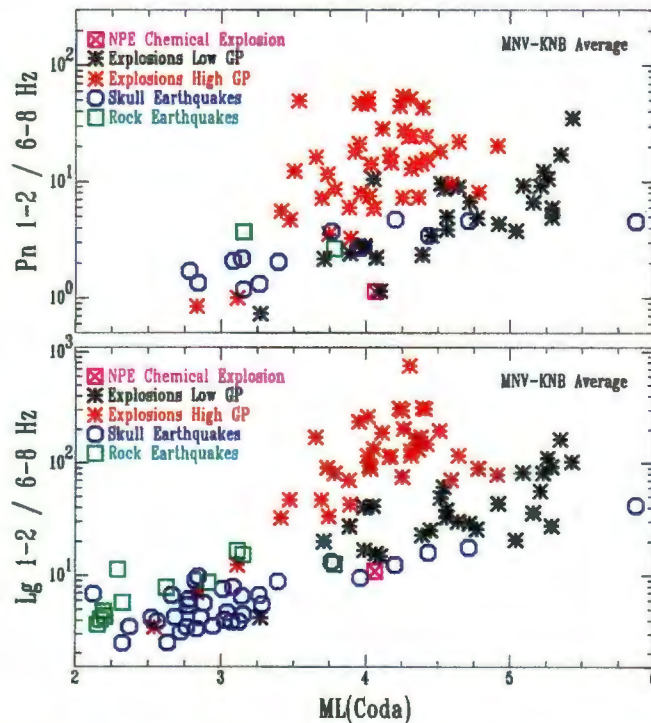 10²
10¹
10⁰
Pn 1-2 / 6-8 Hz
NPE Chemical Explosion
Explosions Low GP
Explosions High GP
Skull Earthquakes
Rock Earthquakes
MNV-KNB Average
10³
10²
10¹
Lg 1-2 / 6-8 Hz
NPE Chemical Explosion
Explosions Low GP
Explosions High GP
Skull Earthquakes
Rock Earthquakes
MNV-KNB Average
2 3 4 5 6
ML(Coda)